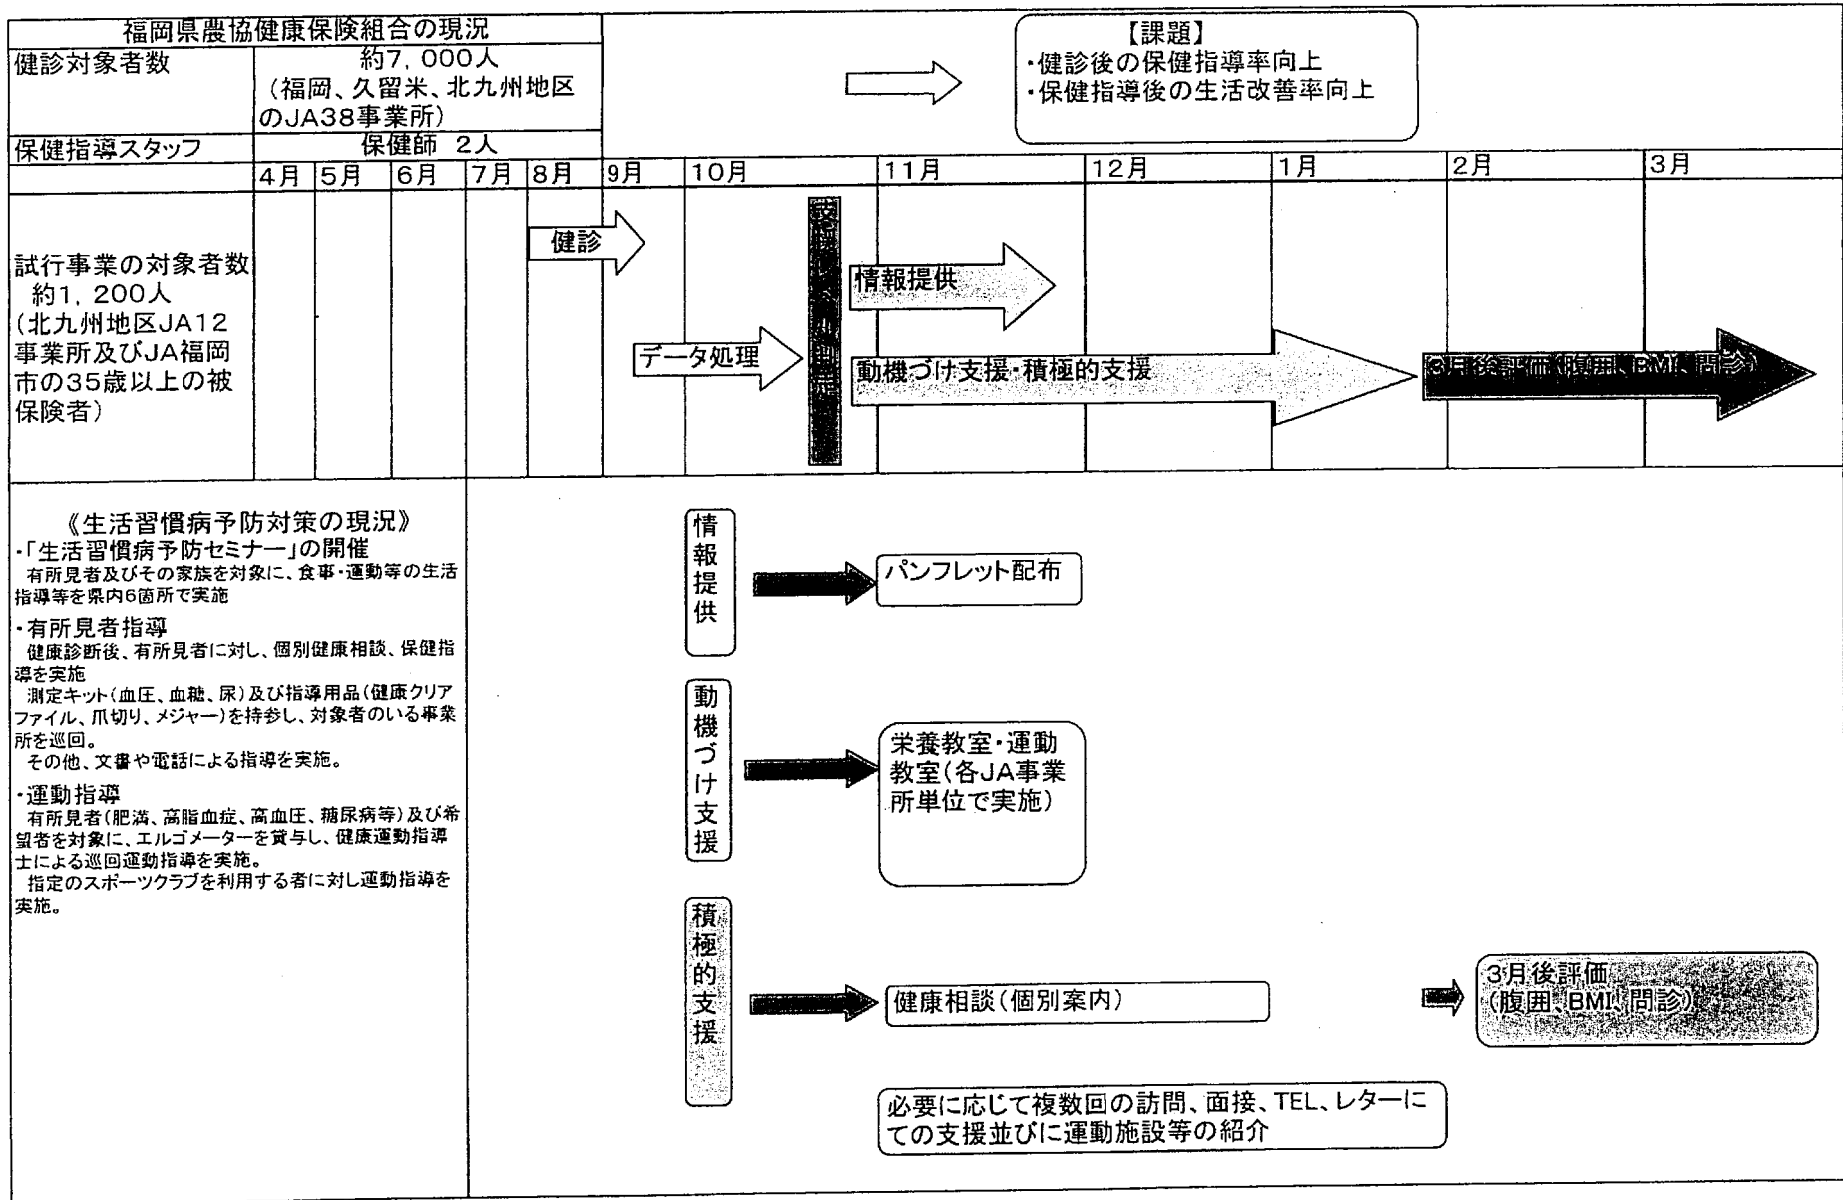 福岡県農協健康保険組合の現況
健診対象者数
約7,000人
(福岡、久留米、北九州地区
のJA38事業所)
保健指導スタッフ
保健師 2人
【課題】
・健診後の保健指導率向上
・保健指導後の生活改善率向上
4月 5月 6月 7月 8月 9月 10月 11月 12月 1月 2月 3月
試行事業の対象者数
約1,200人
(北九州地区JA12
事業所及びJA福岡
市の35歳以上の被
保険者)
健診
データ処理
情報提供
動機づけ支援・積極的支援
3月後評価(腹囲、BMI、問診)
《生活習慣病予防対策の現況》
・「生活習慣病予防セミナー」の開催
有所見者及びその家族を対象に、食事・運動等の生活
指導等を県内6箇所で実施
・有所見者指導
健康診断後、有所見者に対し、個別健康相談、保健指
導を実施
測定キット(血圧、血糖、尿)及び指導用品(健康クリア
ファイル、爪切り、メジャー)を持参し、対象者のいる事業
所を巡回。
その他、文書や電話による指導を実施。
・運動指導
有所見者(肥満、高脂血症、高血圧、糖尿病等)及び希
望者を対象に、エルゴメーターを貸与し、健康運動指導
士による巡回運動指導を実施。
指定のスポーツクラブを利用する者に対し運動指導を
実施。
情報提供
パンフレット配布
動機づけ支援
栄養教室・運動
教室(各JA事業
所単位で実施)
積極的支援
健康相談(個別案内)
3月後評価
(腹囲、BMI、問診)
必要に応じて複数回の訪問、面接、TEL、レターに
ての支援並びに運動施設等の紹介